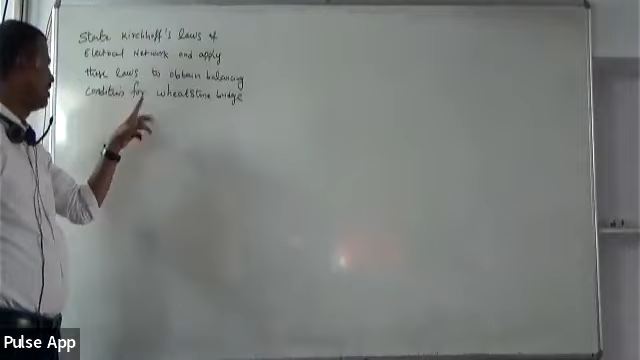 State Kirchhoff's laws of
Electrical Network and apply
these laws to obtain balancing
conditions for wheatstone bridge
Pulse App